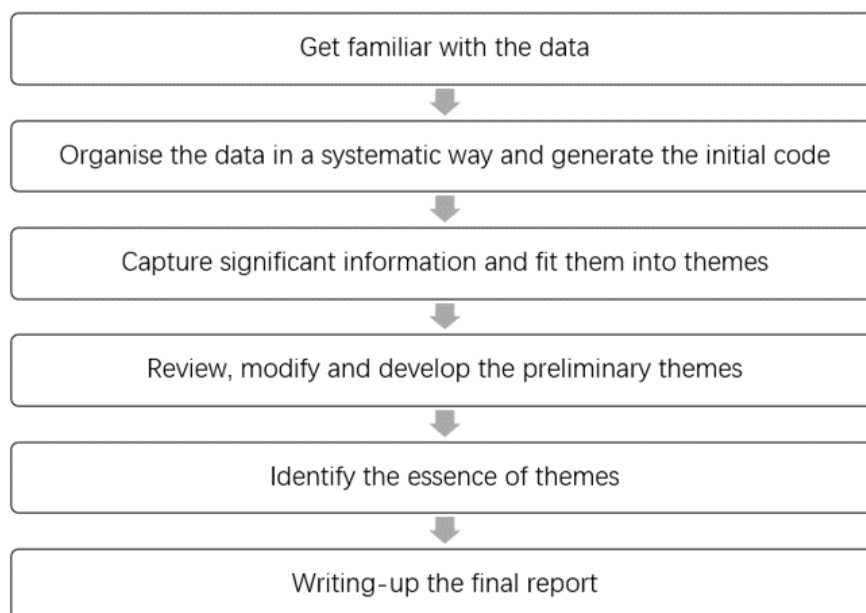 Get familiar with the data
Organise the data in a systematic way and generate the initial code
Capture significant information and fit them into themes
Review, modify and develop the preliminary themes
Identify the essence of themes
Writing-up the final report